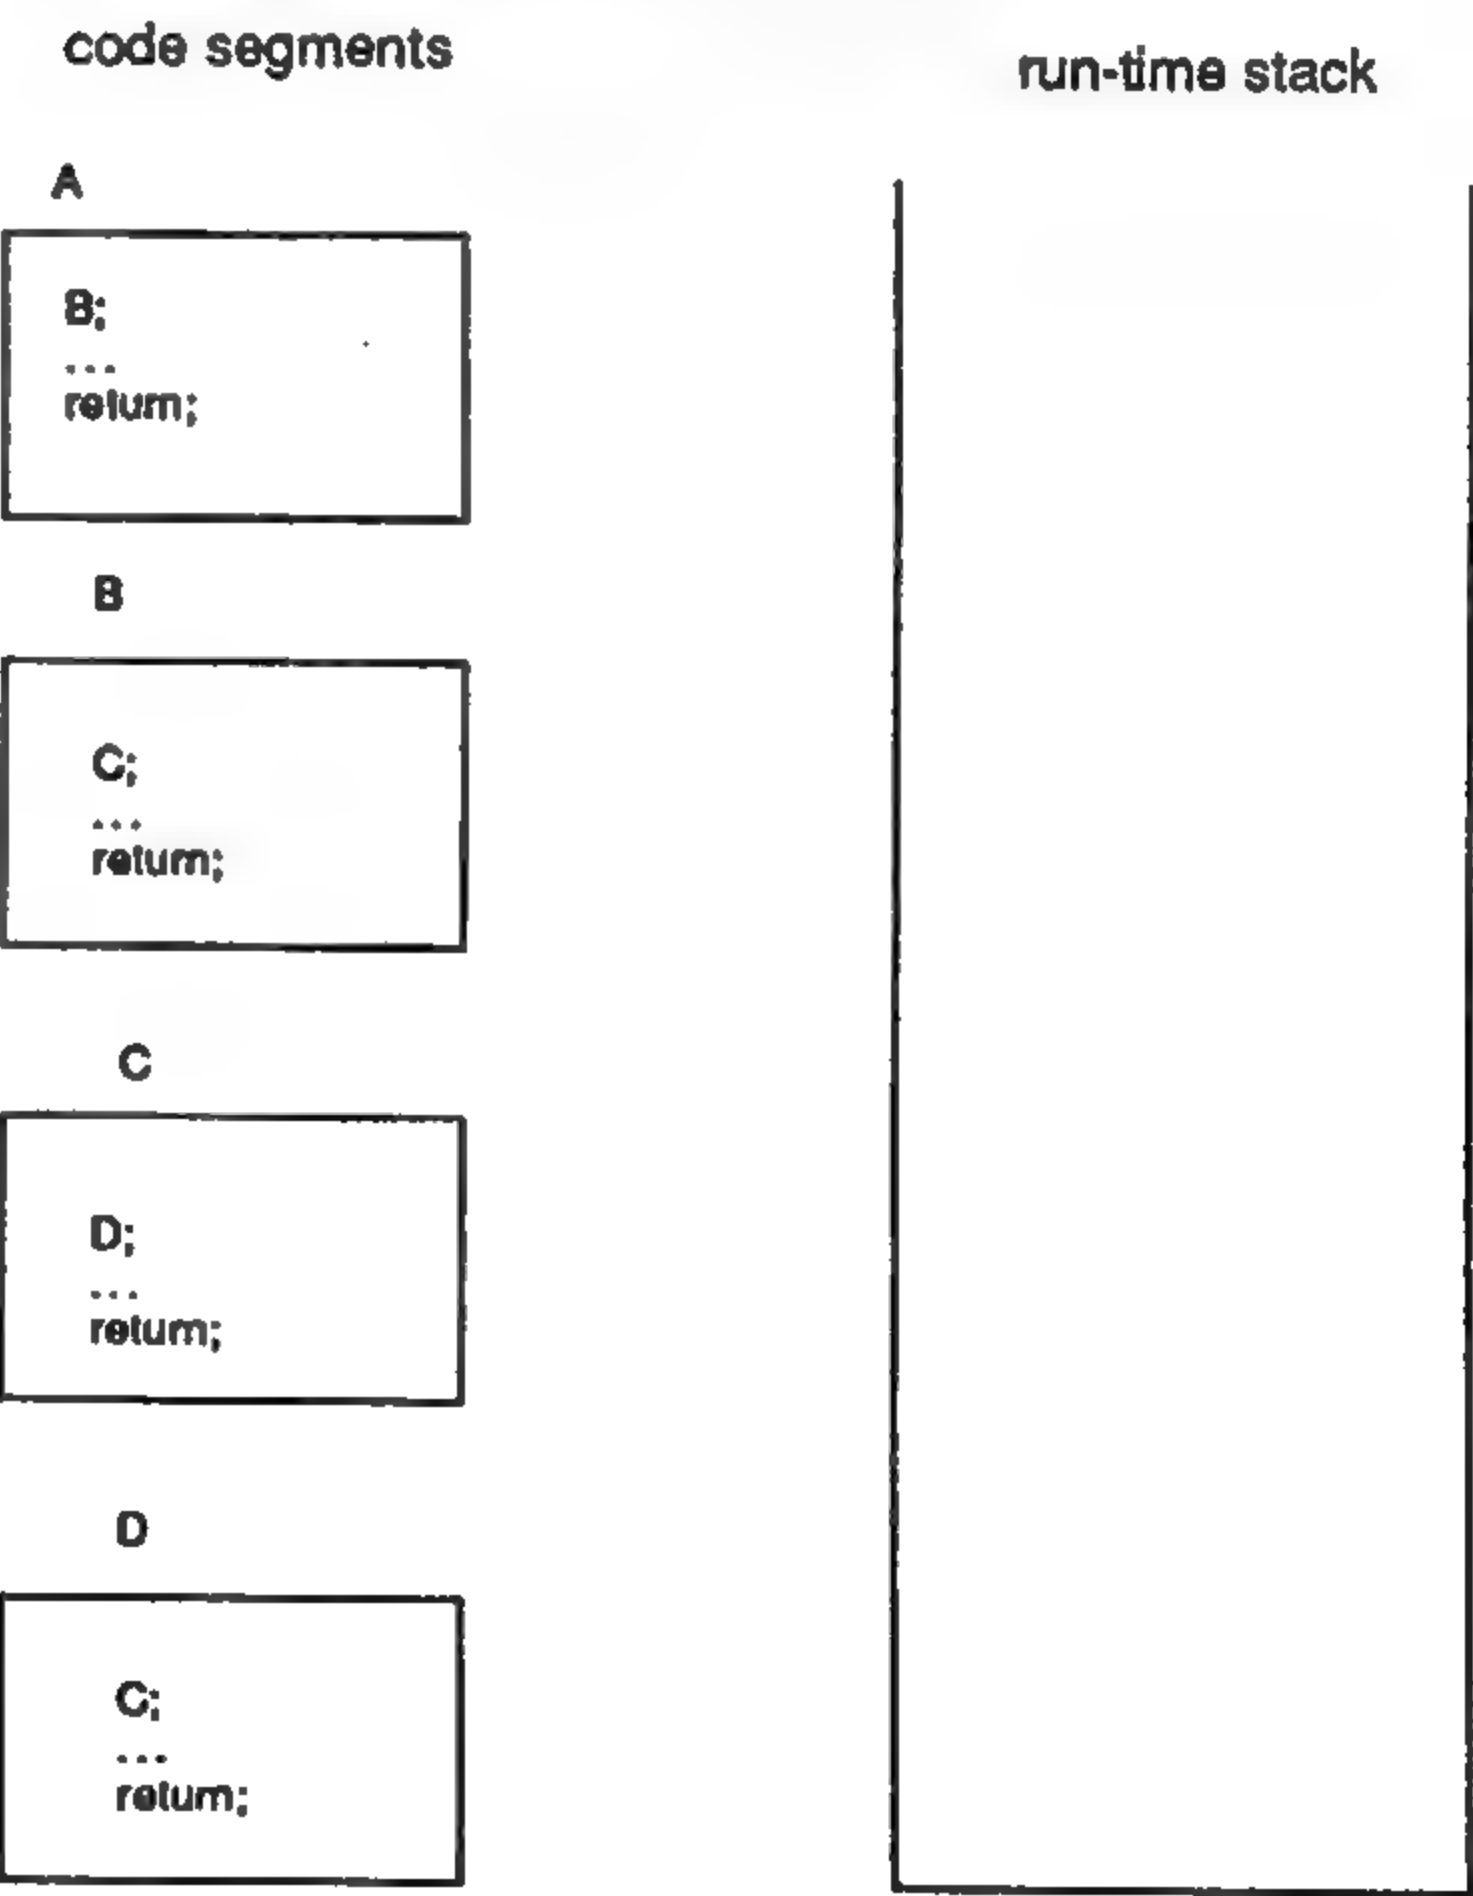 code segments
run-time stack
A
B;
...
return;
B
C;
...
return;
C
D;
...
return;
D
C;
...
return;